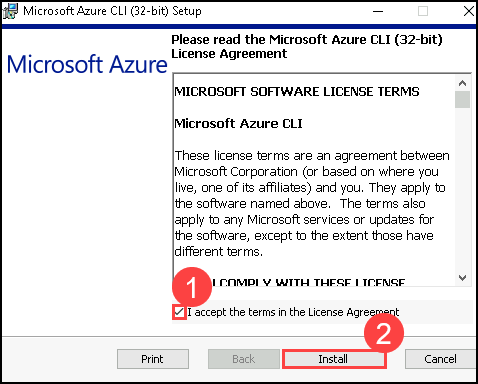 Microsoft Azure CLI (32-bit) Setup
Please read the Microsoft Azure CLI (32-bit)
License Agreement
Microsoft Azure
MICROSOFT SOFTWARE LICENSE TERMS
Microsoft Azure CLI
These license terms are an agreement between
Microsoft Corporation (or based on where you
live, one of its affiliates) and you. They apply to
the software named above. The terms also
apply to any Microsoft services or updates for
the software, except to the extent those have
different terms.
COMPLY WITH THESE LICENSE
1
I accept the terms in the License Agreement
2
Print
Back
Install
Cancel